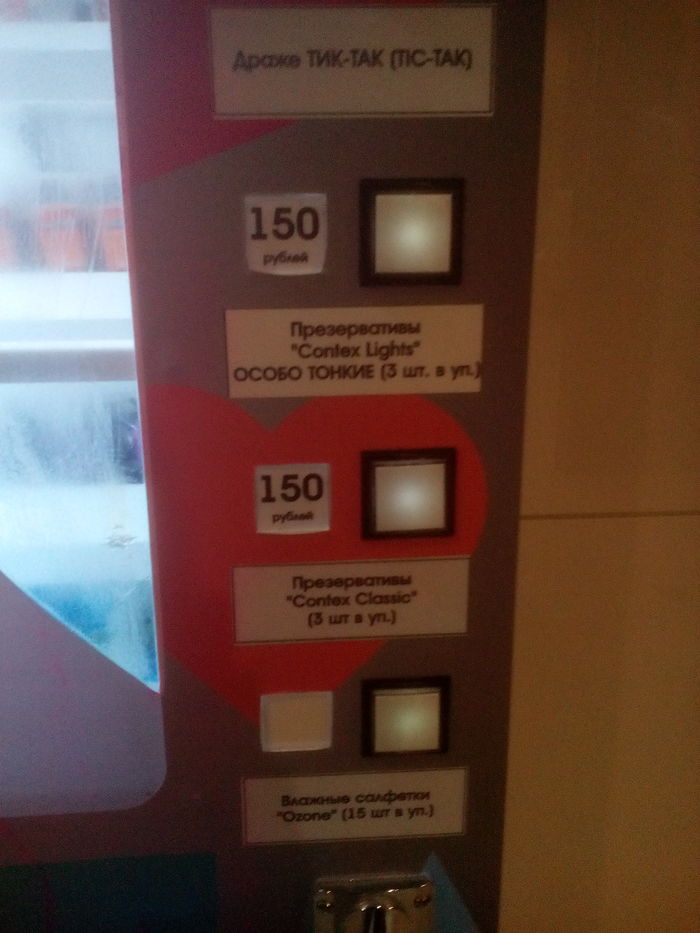 Драже ТИК-ТАК (TIC-TAK)
150
рублей
Презервативы
"Contex Lights"
ОСОБО ТОНКИЕ (3 шт. в уп.)
150
рублей
Презервативы
"Contex Classic"
(3 шт в уп.)
Влажные салфетки
"Ozone" (15 шт в уп.)